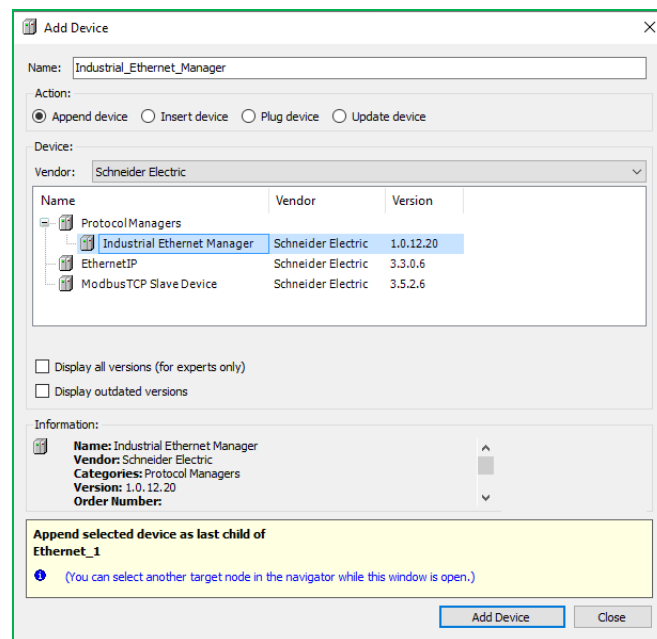 Add Device
Name: Industrial_Ethernet_Manager
Action:
Append device Insert device Plug device Update device
Device:
Vendor: Schneider Electric
Name Vendor Version
ProtocolManagers
Industrial Ethernet Manager Schneider Electric 1.0.12.20
EthernetIP Schneider Electric 3.3.0.6
ModbusTCP Slave Device Schneider Electric 3.5.2.6
Display all versions (for experts only)
Display outdated versions
Information:
Name: Industrial Ethernet Manager
Vendor: Schneider Electric
Categories: Protocol Managers
Version: 1.0.12.20
Order Number:
Append selected device as last child of
Ethernet_1
(You can select another target node in the navigator while this window is open.)
Add Device Close